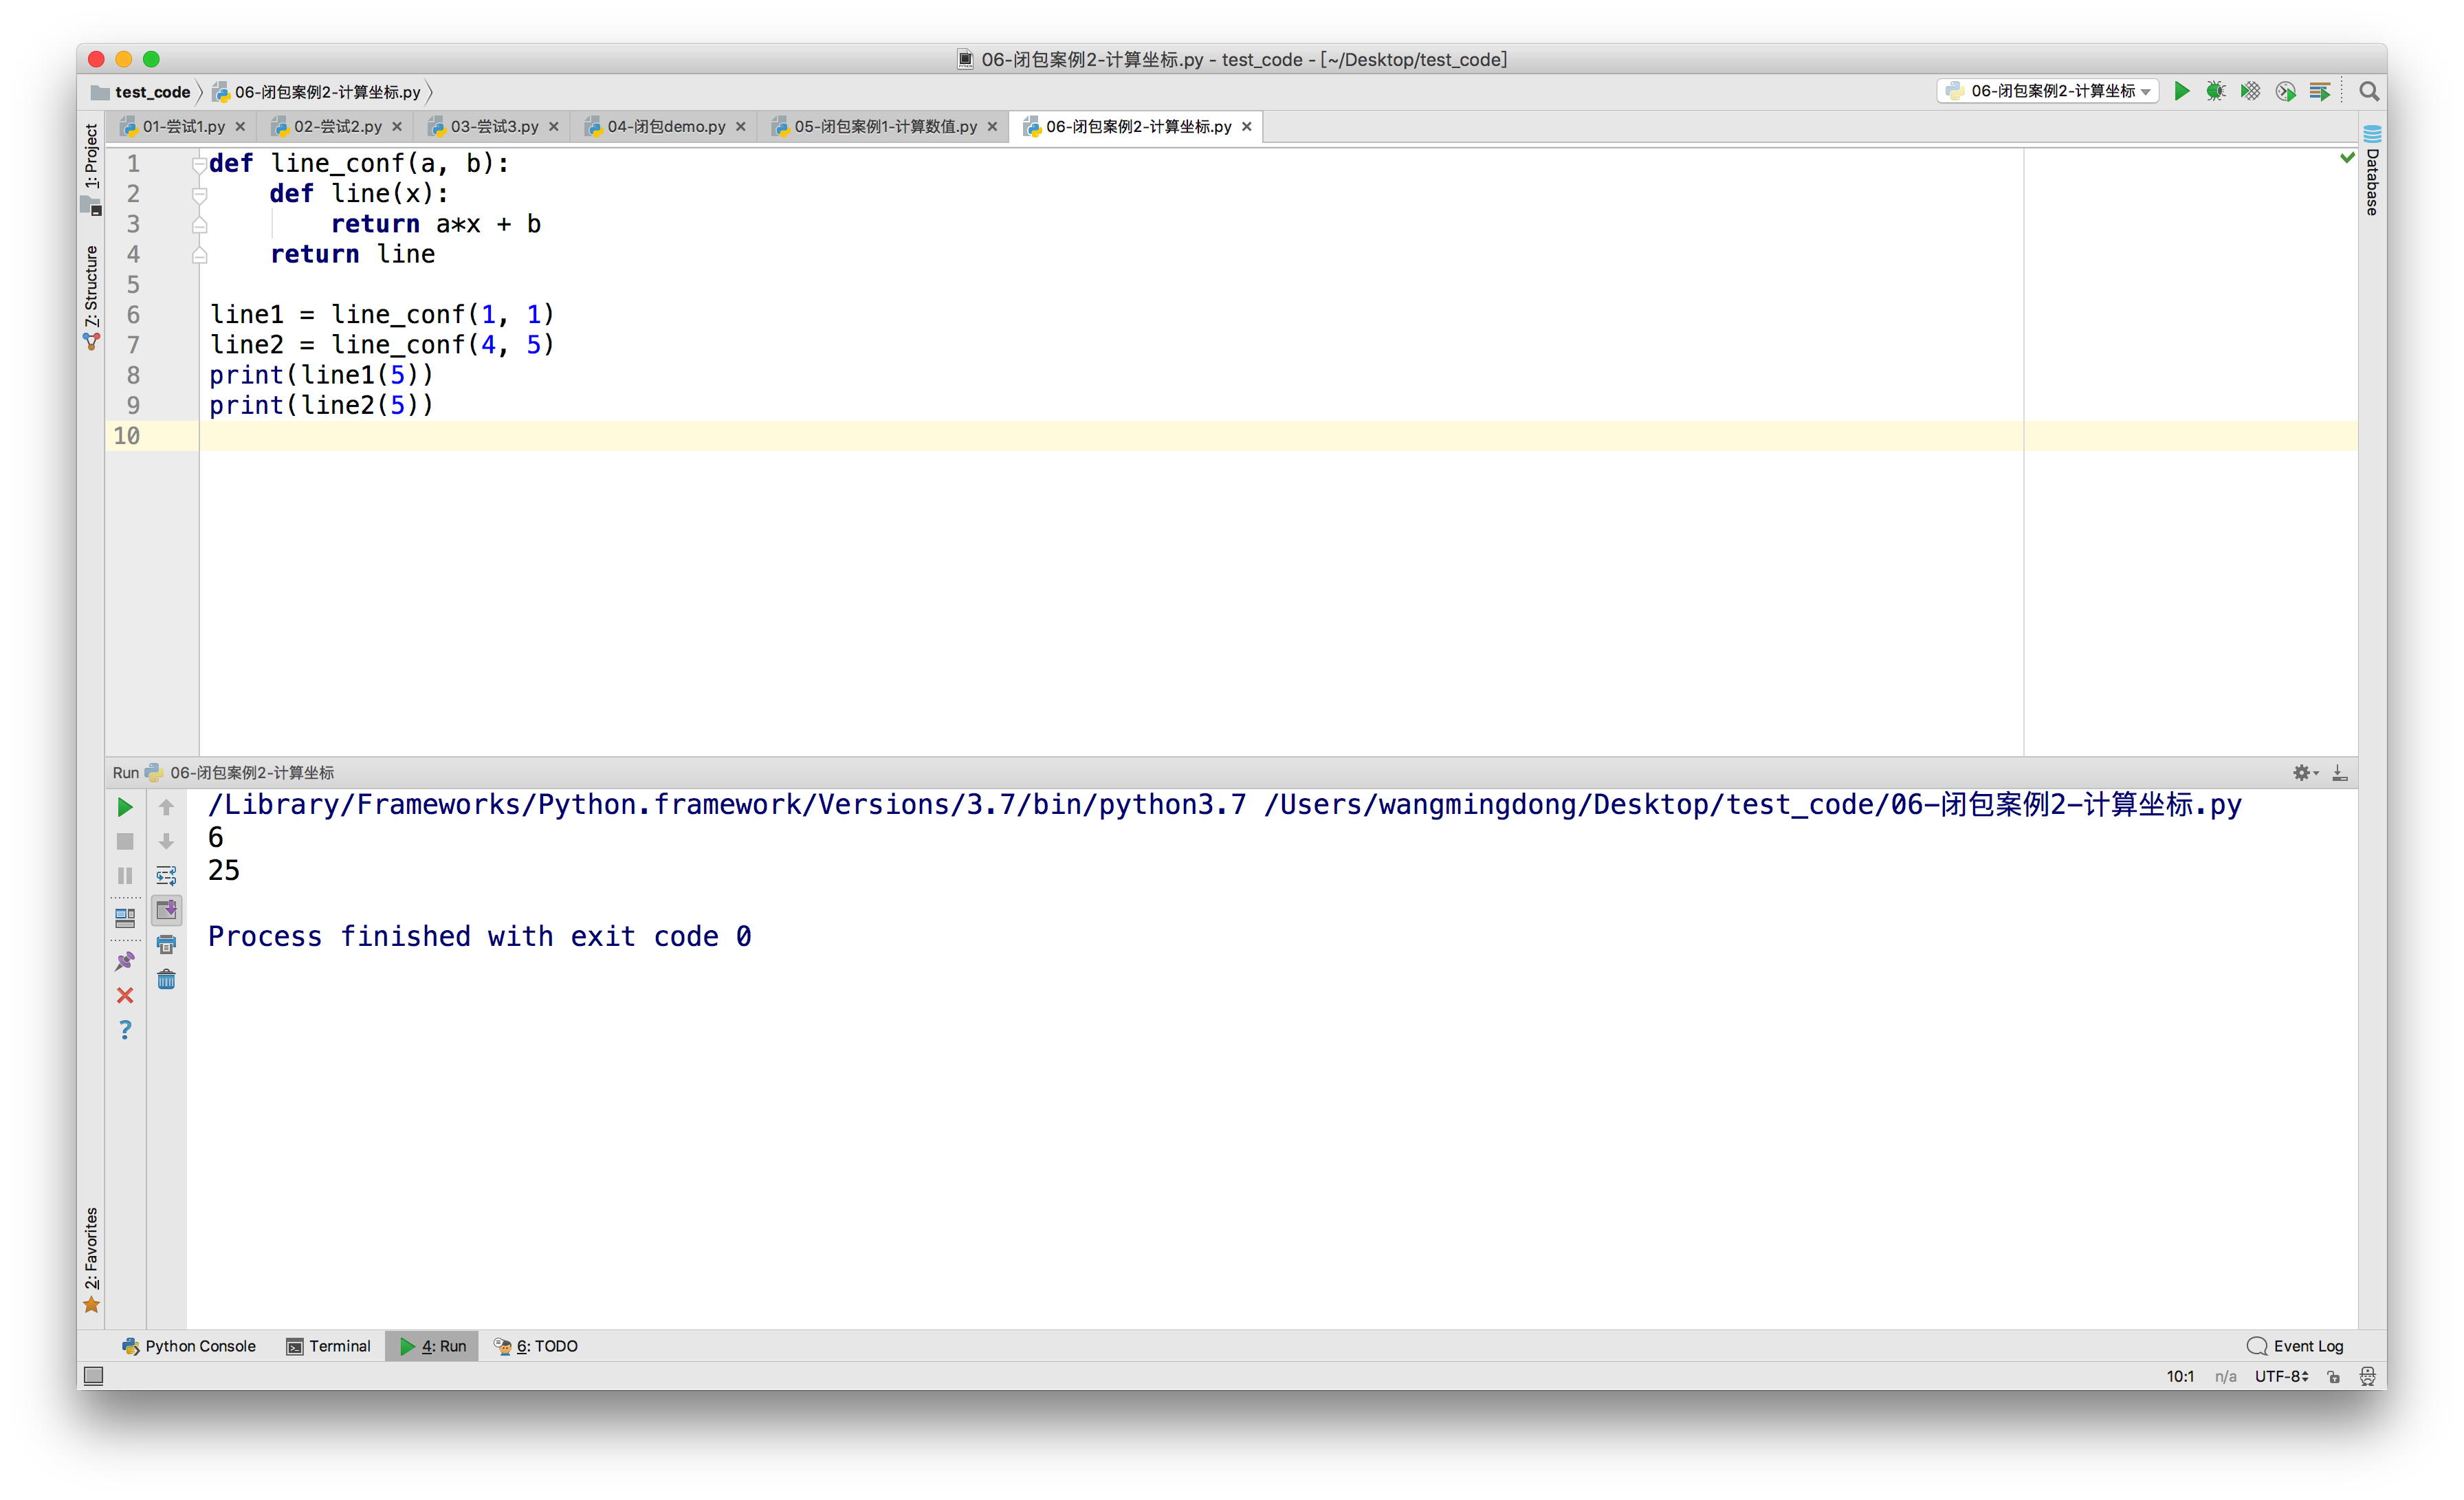 06-闭包案例2-计算坐标.py - test_code - [~/Desktop/test_code]
test_code 06-闭包案例2-计算坐标.py 06-闭包案例2-计算坐标
01-尝试1.py 02-尝试2.py 03-尝试3.py 04-闭包demo.py 05-闭包案例1-计算数值.py 06-闭包案例2-计算坐标.py
1: Project
7: Structure
Database
1 def line_conf(a, b):
2     def line(x):
3         return a*x + b
4     return line
5
6 line1 = line_conf(1, 1)
7 line2 = line_conf(4, 5)
8 print(line1(5))
9 print(line2(5))
10
Run 06-闭包案例2-计算坐标
/Library/Frameworks/Python.framework/Versions/3.7/bin/python3.7 /Users/wangmingdong/Desktop/test_code/06-闭包案例2-计算坐标.py
6
25
Process finished with exit code 0
2: Favorites
Python Console Terminal 4: Run 6: TODO Event Log
10:1 n/a UTF-8